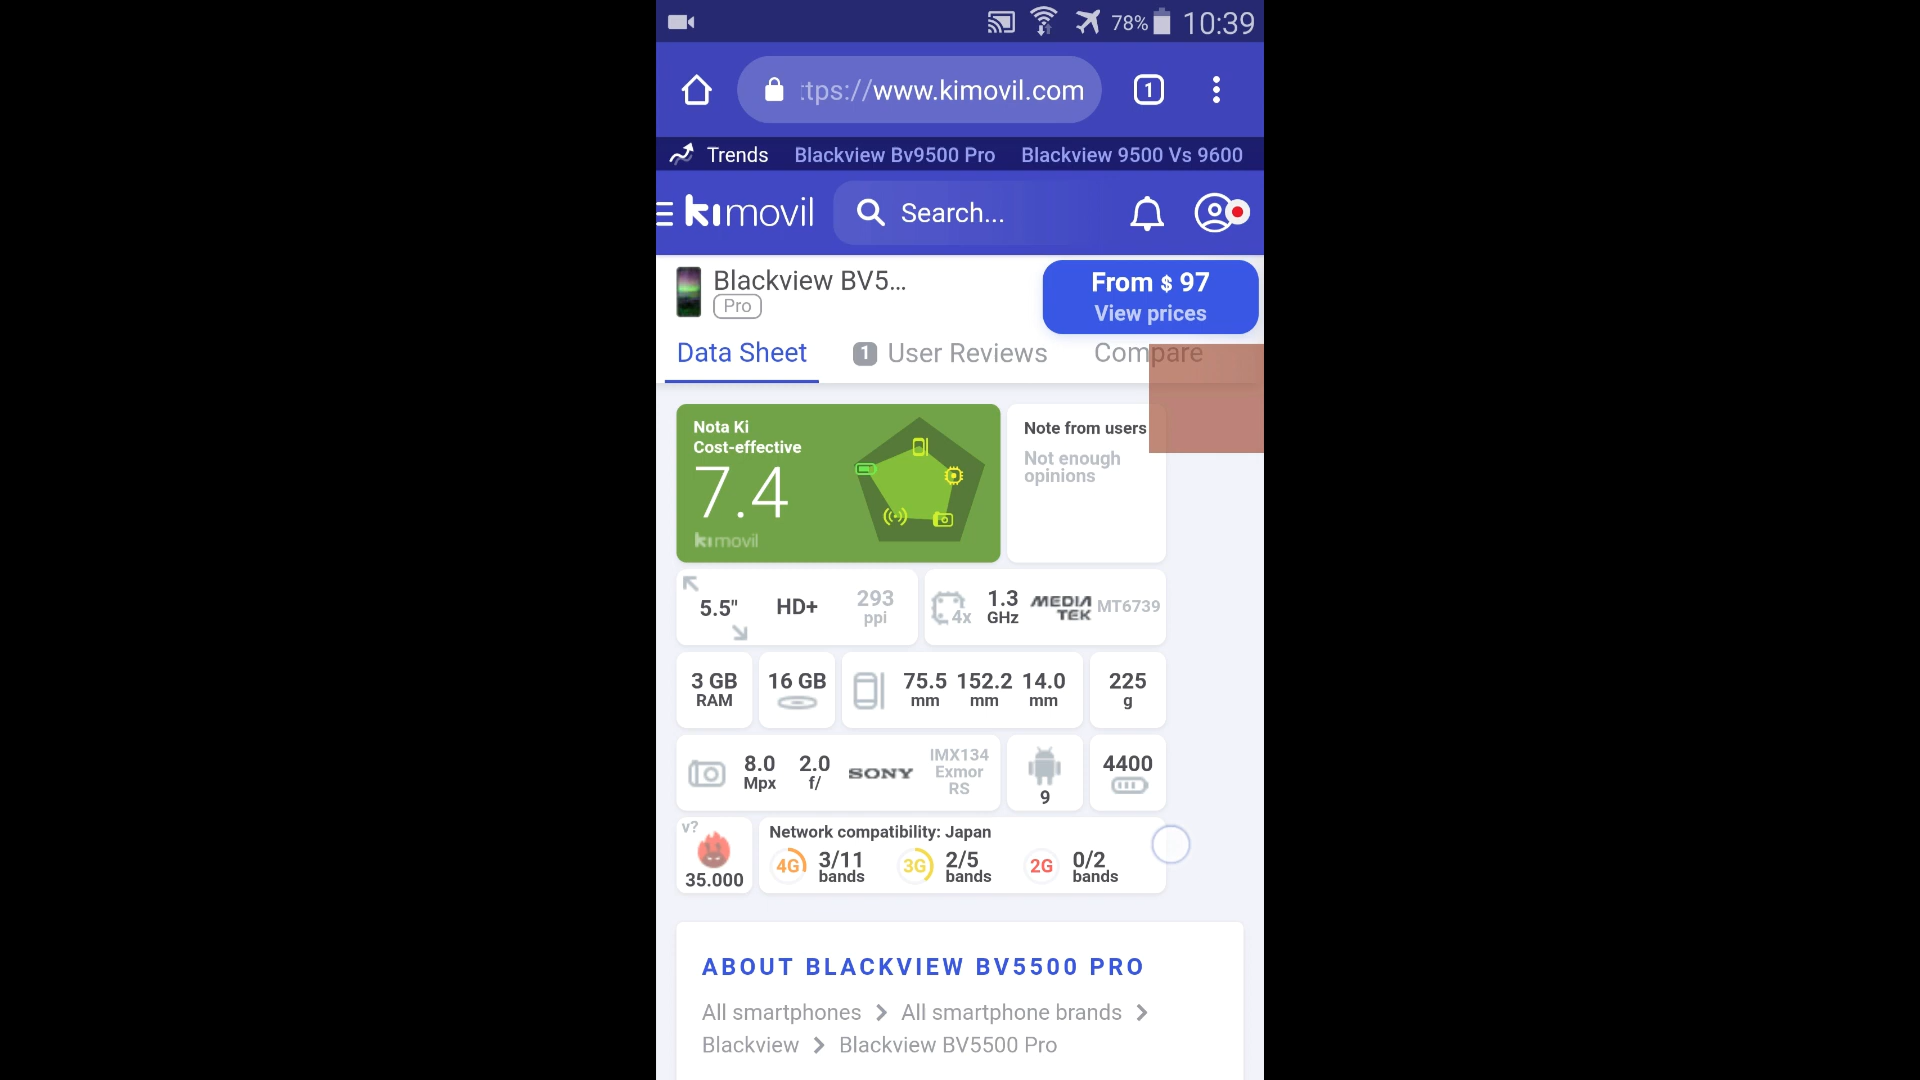 78% 10:39
ttps://www.kimovil.com 1
Trends Blackview Bv9500 Pro Blackview 9500 Vs 9600
kimovil Search...
Blackview BV5...
Pro
From $ 97
View prices
Data Sheet 1 User Reviews Compare
Nota Ki
Cost-effective
7.4
kimovil
Note from users
Not enough
opinions
5.5" HD+ 293
ppi
4x 1.3
GHz
MEDIA
TEK
MT6739
3 GB
RAM
16 GB
75.5 152.2 14.0
mm mm mm
225
g
8.0 2.0
Mpx f/
SONY
IMX134
Exmor
RS
9
4400
v?
35.000
Network compatibility: Japan
4G 3/11
bands
3G 2/5
bands
2G 0/2
bands
ABOUT BLACKVIEW BV5500 PRO
All smartphones > All smartphone brands >
Blackview > Blackview BV5500 Pro